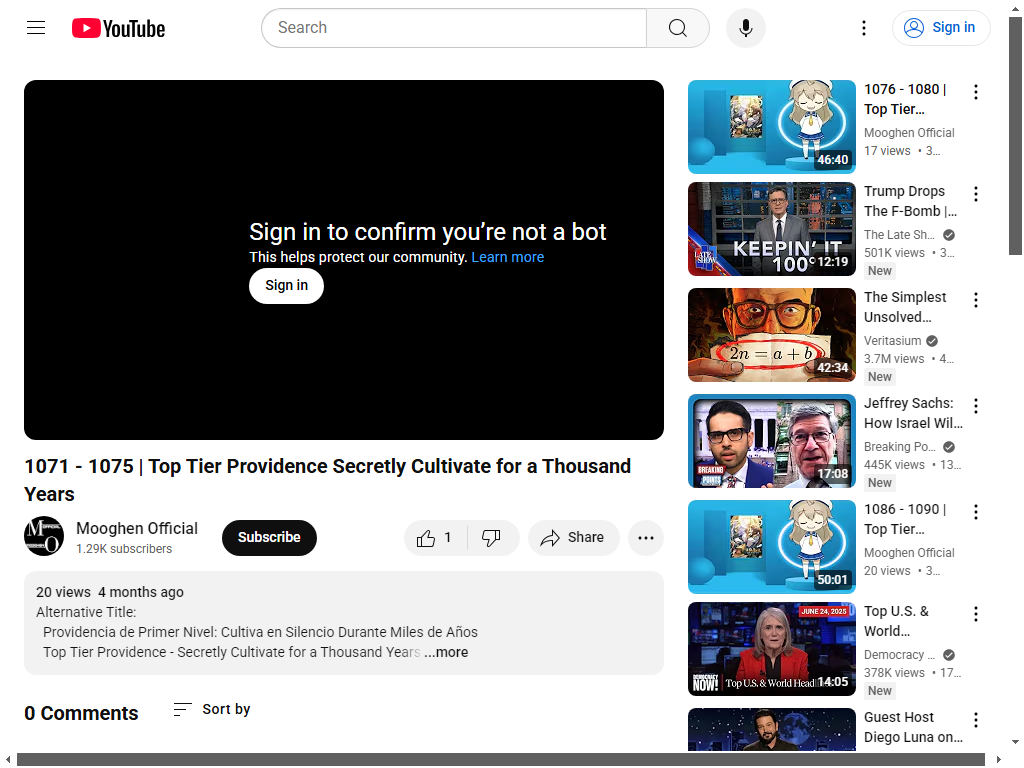 YouTube
Search
Sign in
Sign in to confirm you’re not a bot
This helps protect our community. Learn more
Sign in
1071 - 1075 | Top Tier Providence Secretly Cultivate for a Thousand
Years
Mooghen Official
1.29K subscribers
Subscribe
1
Share
20 views 4 months ago
Alternative Title:
Providencia de Primer Nivel: Cultiva en Silencio Durante Miles de Años
Top Tier Providence - Secretly Cultivate for a Thousand Years ...more
0 Comments
Sort by
46:40
1076 - 1080 |
Top Tier…
Mooghen Official
17 views • 3…
LATE SHOW
KEEPIN' IT
100°
12:19
Trump Drops
The F-Bomb |…
The Late Sh…
501K views • 3…
New
2n = a + b
42:34
The Simplest
Unsolved…
Veritasium
3.7M views • 4…
New
BREAKING
POINTS
17:08
Jeffrey Sachs:
How Israel Wil…
Breaking Po…
445K views • 13…
New
50:01
1086 - 1090 |
Top Tier…
Mooghen Official
20 views • 3…
JUNE 24, 2025
DEMOCRACY
NOW!
Top U.S. & World Headlines
14:05
Top U.S. &
World…
Democracy …
378K views • 17…
New
Guest Host
Diego Luna on…